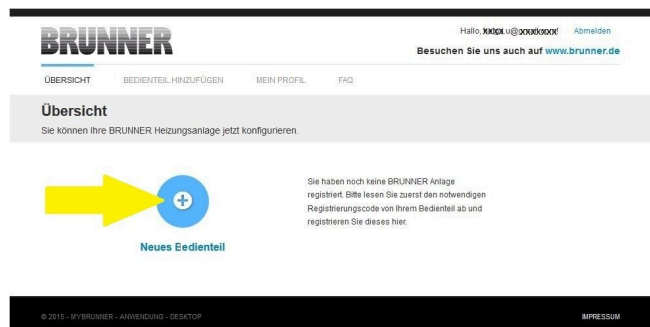 BRUNNER
Hallo, .u@ ! Abmelden
Besuchen Sie uns auch auf www.brunner.de
ÜBERSICHT BEDIENTEIL HINZUFÜGEN MEIN PROFIL FAQ
Übersicht
Sie können Ihre BRUNNER Heizungsanlage jetzt konfigurieren.
Sie haben noch keine BRUNNER Anlage
registriert. Bitte lesen Sie zuerst den notwendigen
Registrierungscode von Ihrem Bedienteil ab und
registrieren Sie dieses hier.
Neues Bedienteil
© 2015 - MYBRUNNER - ANWENDUNG - DESKTOP IMPRESSUM